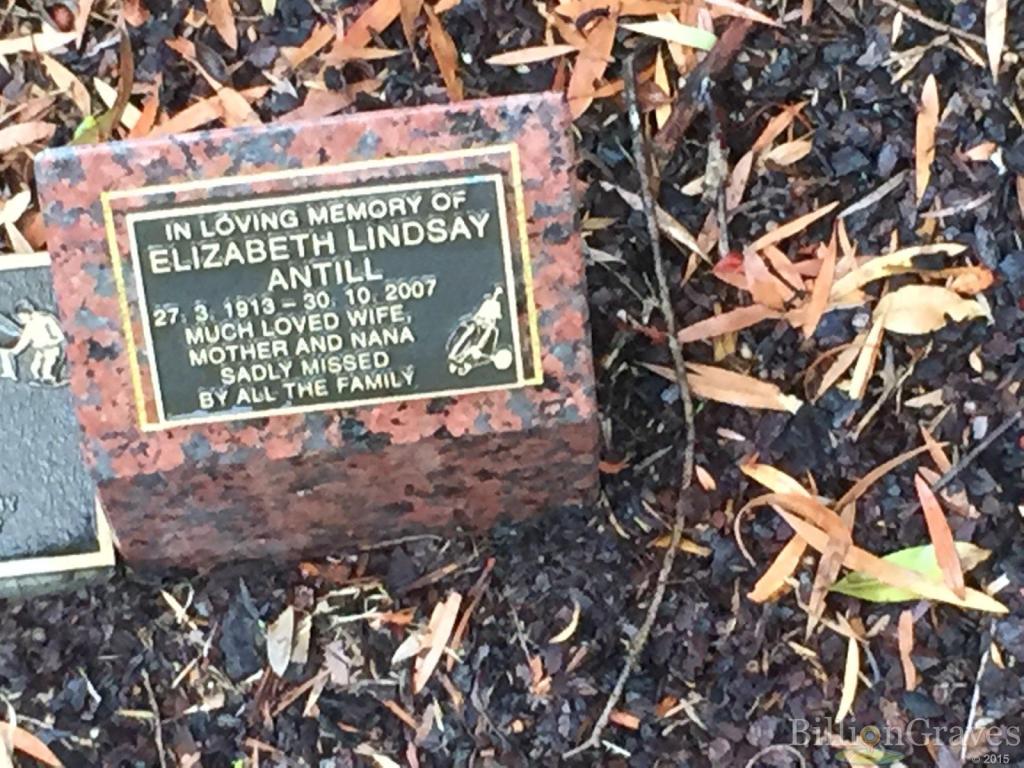 IN LOVING MEMORY OF
ELIZABETH LINDSAY
ANTILL
27. 3. 1913 - 30. 10. 2007
MUCH LOVED WIFE,
MOTHER AND NANA
SADLY MISSED
BY ALL THE FAMILY
BillionGraves
© 2015